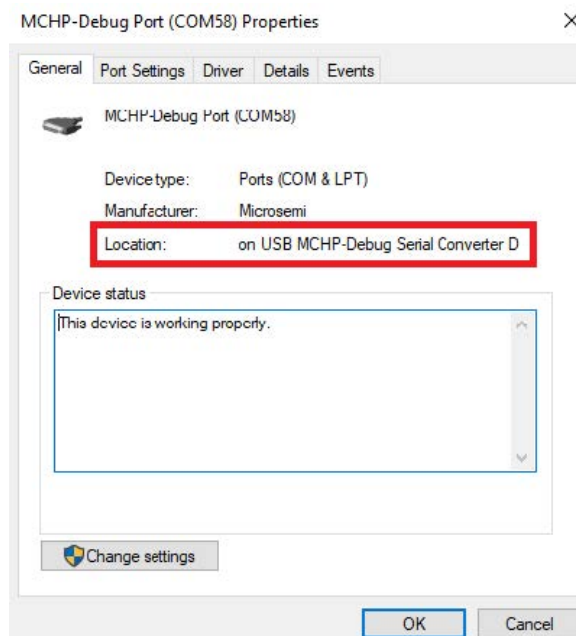 MCHP-Debug Port (COM58) Properties
General Port Settings Driver Details Events
MCHP-Debug Port (COM58)
Device type: Ports (COM & LPT)
Manufacturer: Microsemi
Location: on USB MCHP-Debug Serial Converter D
Device status
This device is working properly.
Change settings
OK Cancel